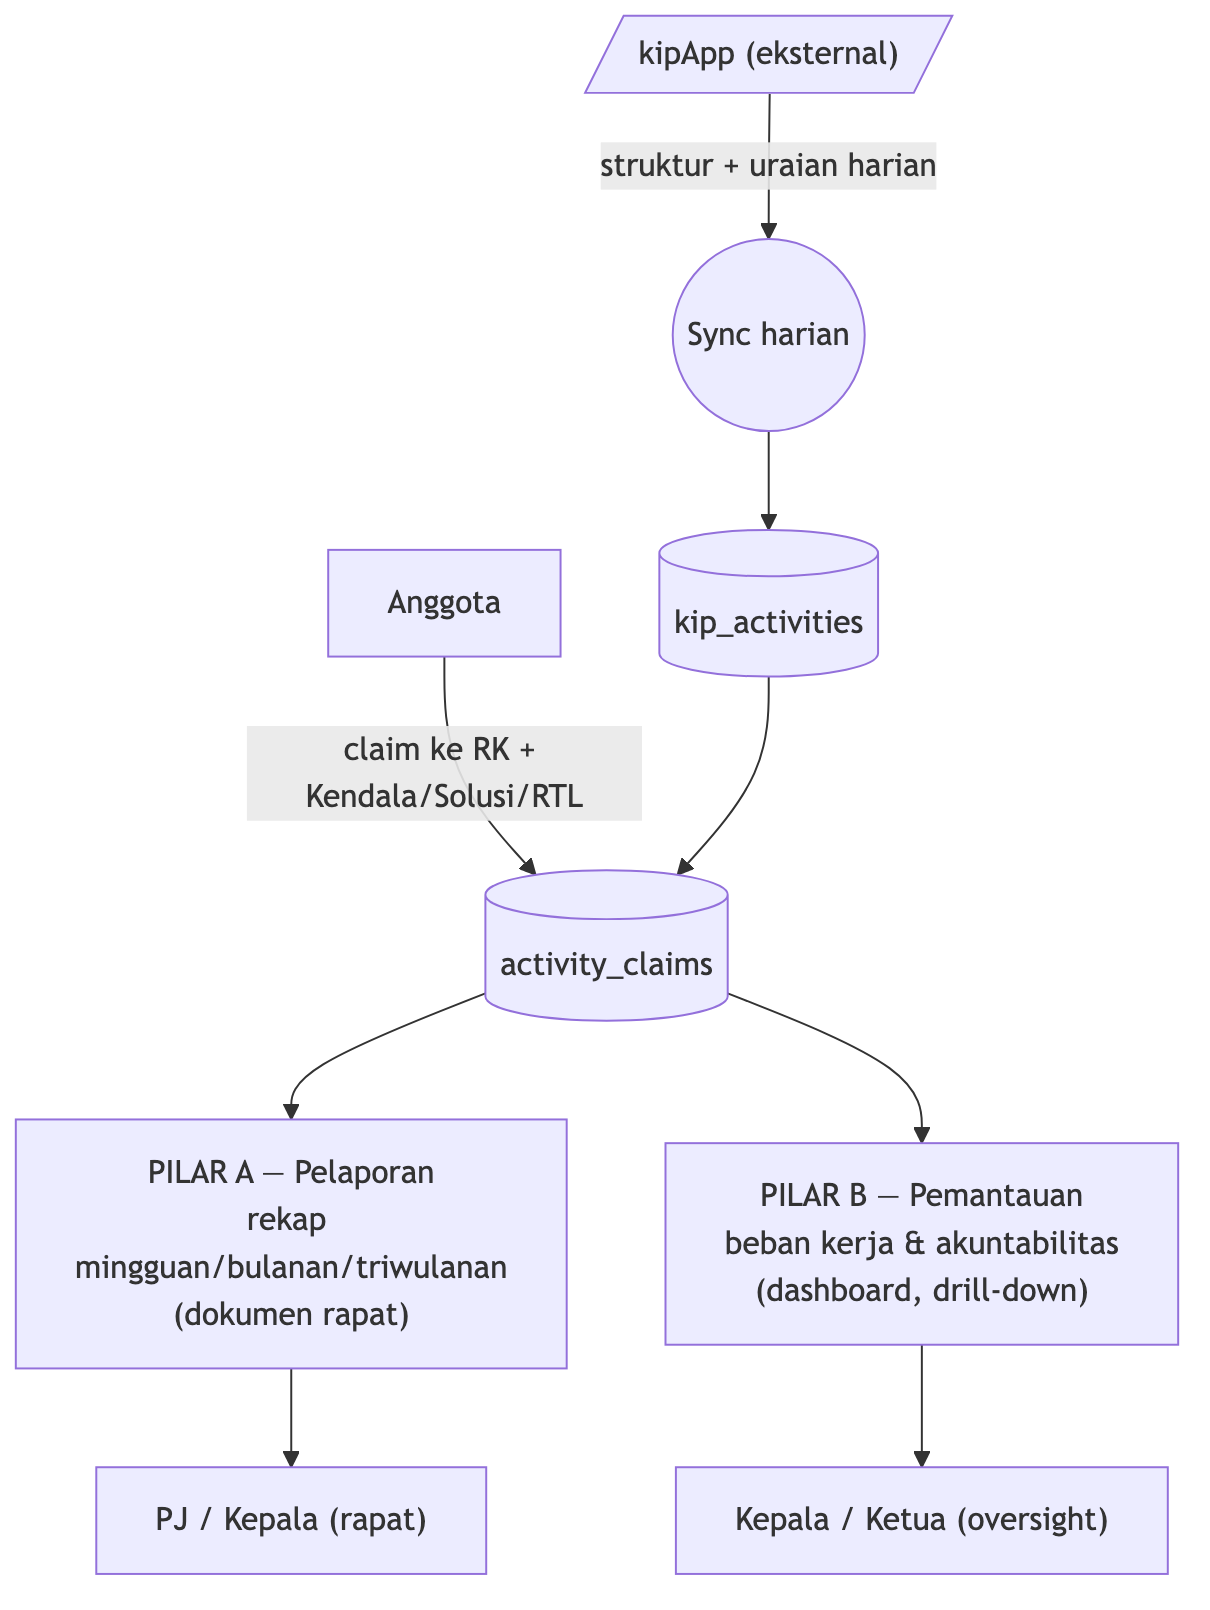 kipApp (eksternal)
struktur + uraian harian
Sync harian
Anggota
kip_activities
claim ke RK +
Kendala/Solusi/RTL
activity_claims
PILAR A — Pelaporan
rekap
mingguan/bulanan/triwulanan
(dokumen rapat)
PILAR B — Pemantauan
beban kerja & akuntabilitas
(dashboard, drill-down)
PJ / Kepala (rapat)
Kepala / Ketua (oversight)